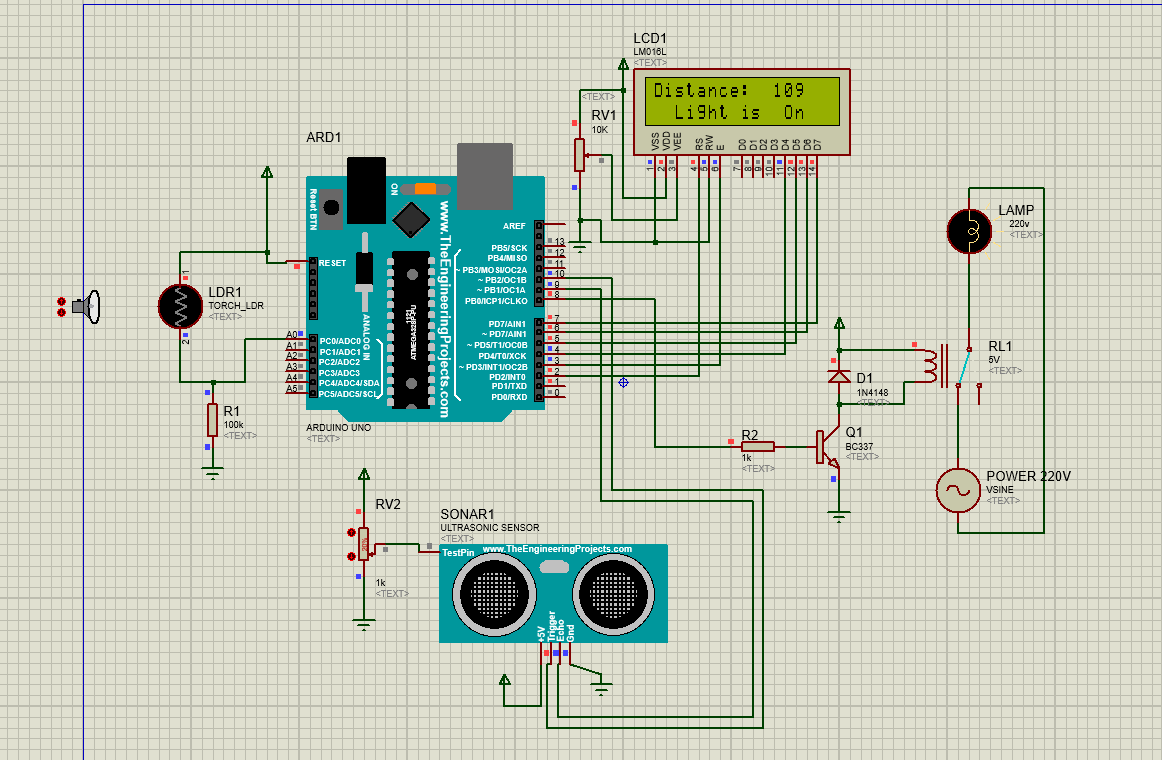 LCD1
LM016L
<TEXT>
Distance: 109
Light is On
<TEXT>
RV1
10K
VSS
VDD
VEE
RS
RW
E
D0
D1
D2
D3
D4
D5
D6
D7
1
2
3
4
5
6
7
8
9
10
11
12
13
14
ARD1
Reset BTN
ON
www.TheEngineeringProjects.com
ANALOG IN
ATMEGA328P-PU
RESET
AREF
PB5/SCK
PB4/MISO
~ PB3/MOSI/OC2A
~ PB2/OC1B
~ PB1/OC1A
PB0/ICP1/CLKO
13
12
11
10
9
8
PD7/AIN1
~ PD7/AIN1
~ PD5/T1/OC0B
PD4/T0/XCK
~ PD3/INT1/OC2B
PD2/INT0
PD1/TXD
PD0/RXD
7
6
5
4
3
2
1
0
A0
A1
A2
A3
A4
A5
PC0/ADC0
PC1/ADC1
PC2/ADC2
PC3/ADC3
PC4/ADC4/SDA
PC5/ADC5/SCL
ARDUINO UNO
<TEXT>
1
LDR1
TORCH_LDR
<TEXT>
2
R1
100k
<TEXT>
LAMP
220v
<TEXT>
RL1
5V
<TEXT>
D1
1N4148
<TEXT>
R2
1k
<TEXT>
Q1
BC337
<TEXT>
POWER 220V
VSINE
<TEXT>
RV2
1k
<TEXT>
SONAR1
ULTRASONIC SENSOR
<TEXT>
TestPin
www.TheEngineeringProjects.com
+5V
Trigger
Echo
Gnd